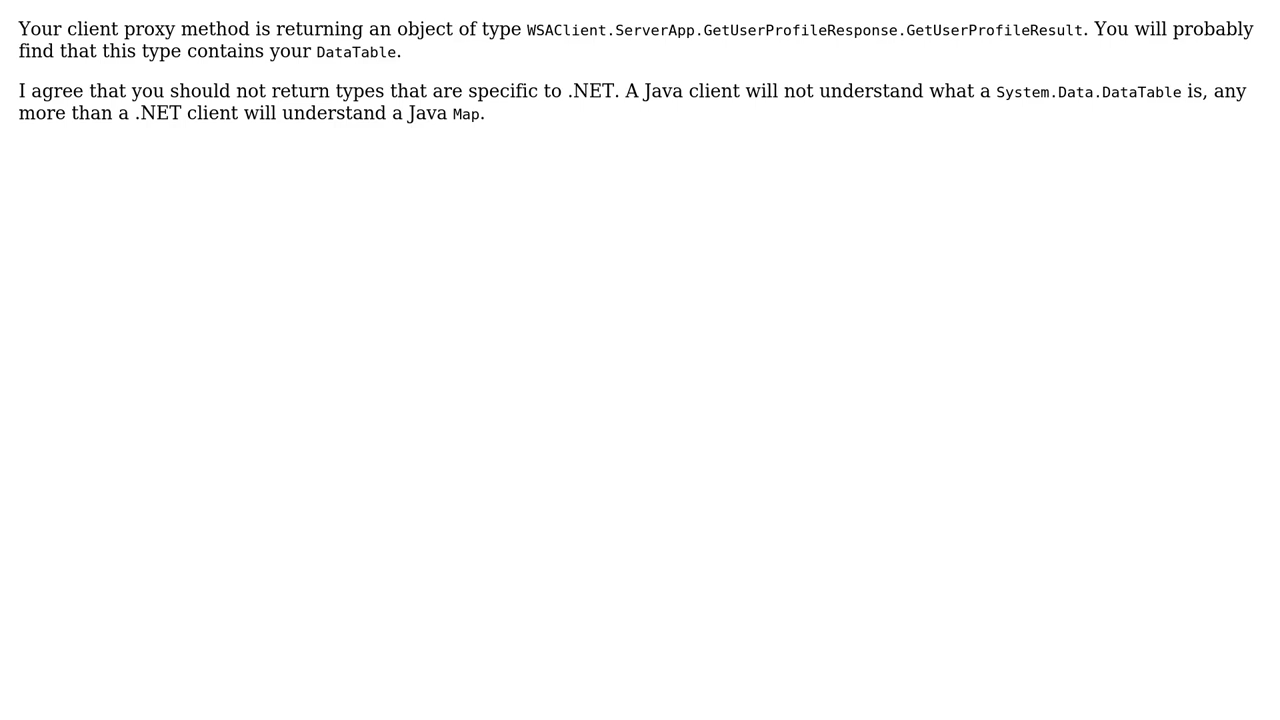 Your client proxy method is returning an object of type WSAClient.ServerApp.GetUserProfileResponse.GetUserProfileResult. You will probably
find that this type contains your DataTable.
I agree that you should not return types that are specific to .NET. A Java client will not understand what a System.Data.DataTable is, any
more than a .NET client will understand a Java Map.